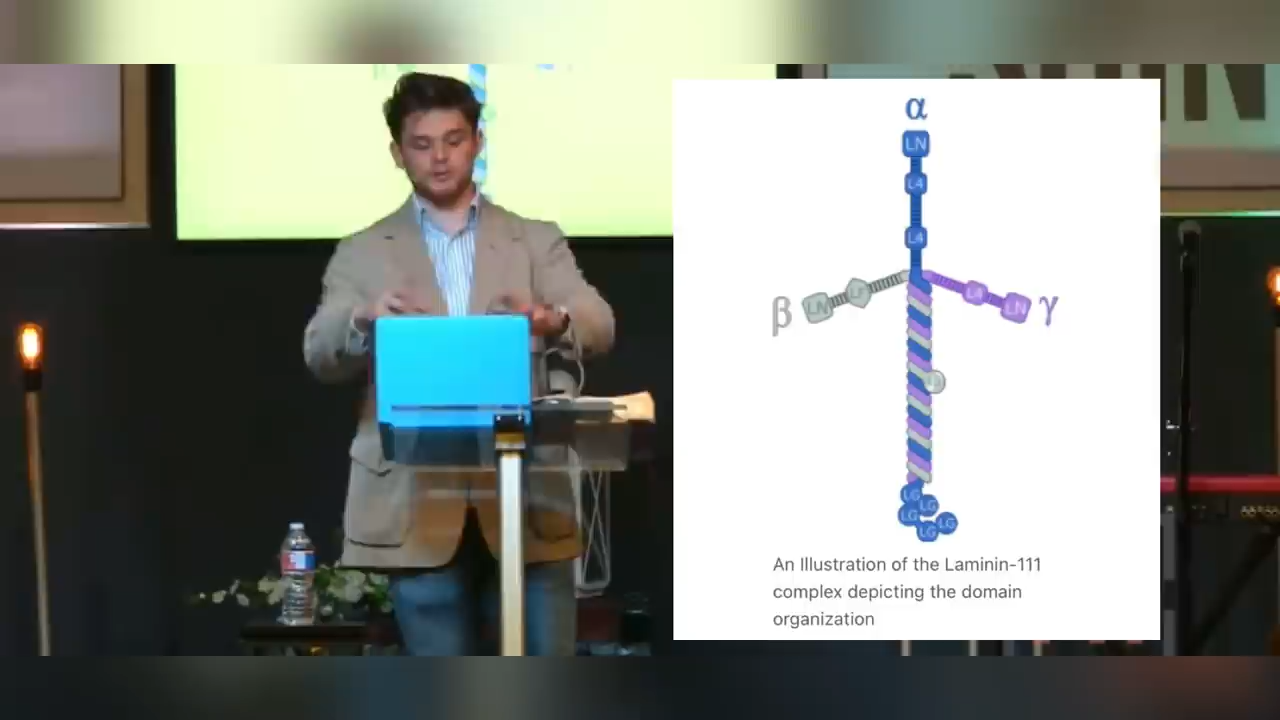 α
LN
L4
L4
β LN LF L4 LN γ
LG
LG
LG
LG
LG
An Illustration of the Laminin-111
complex depicting the domain
organization